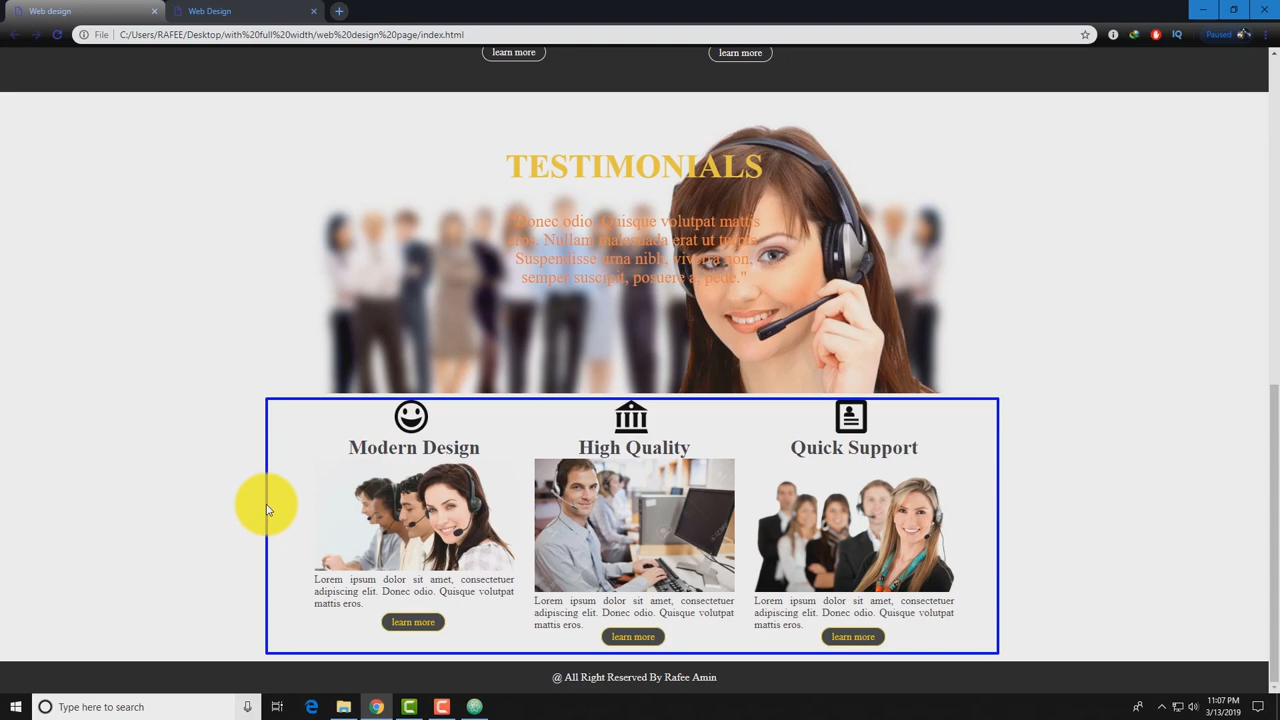 Web design
Web Design
File
C:/Users/RAFEE/Desktop/with%20full%20width/web%20design%20page/index.html
IQ
Paused
learn more
learn more
TESTIMONIALS
"Donec odio. Quisque volutpat mattis
eros. Nullam malesuada erat ut turpis.
Suspendisse urna nibh, viverra non,
semper suscipit, posuere a, pede."
Modern Design
High Quality
Quick Support
Lorem ipsum dolor sit amet, consectetuer
adipiscing elit. Donec odio. Quisque volutpat
mattis eros.
learn more
Lorem ipsum dolor sit amet, consectetuer
adipiscing elit. Donec odio. Quisque volutpat
mattis eros.
learn more
Lorem ipsum dolor sit amet, consectetuer
adipiscing elit. Donec odio. Quisque volutpat
mattis eros.
learn more
@ All Right Reserved By Rafee Amin
Type here to search
11:07 PM
3/13/2019